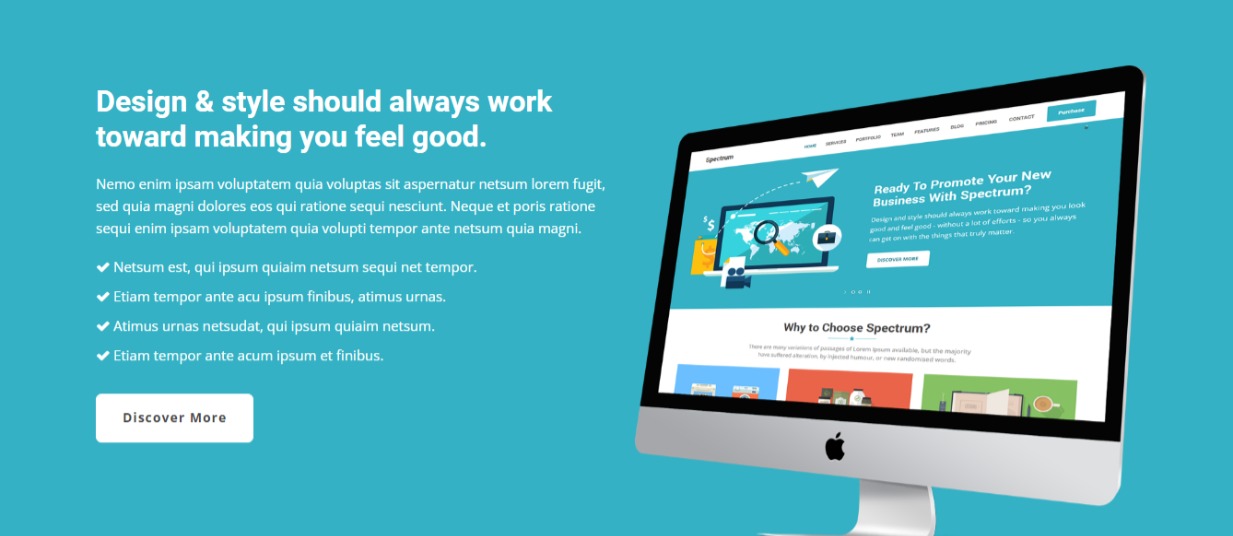 Design & style should always work
toward making you feel good.
Nemo enim ipsam voluptatem quia voluptas sit aspernatur netsum lorem fugit,
sed quia magni dolores eos qui ratione sequi nesciunt. Neque et poris ratione
sequi enim ipsam voluptatem quia volupti tempor ante netsum quia magni.
Netsum est, qui ipsum quiaim netsum sequi net tempor.
Etiam tempor ante acu ipsum finibus, atimus urnas.
Atimus urnas netsudat, qui ipsum quiaim netsum.
Etiam tempor ante acum ipsum et finibus.
Discover More
Spectrum
HOME SERVICES PORTFOLIO TEAM FEATURES BLOG PRICING CONTACT Purchase
Ready To Promote Your New
Business With Spectrum?
Design and style should always work toward making you look
good and feel good - without a lot of efforts - so you always
can get on with the things that truly matter.
DISCOVER MORE
$ $
Why to Choose Spectrum?
There are many variations of passages of Lorem Ipsum available, but the majority
have suffered alteration, by injected humour, or new randomised words.